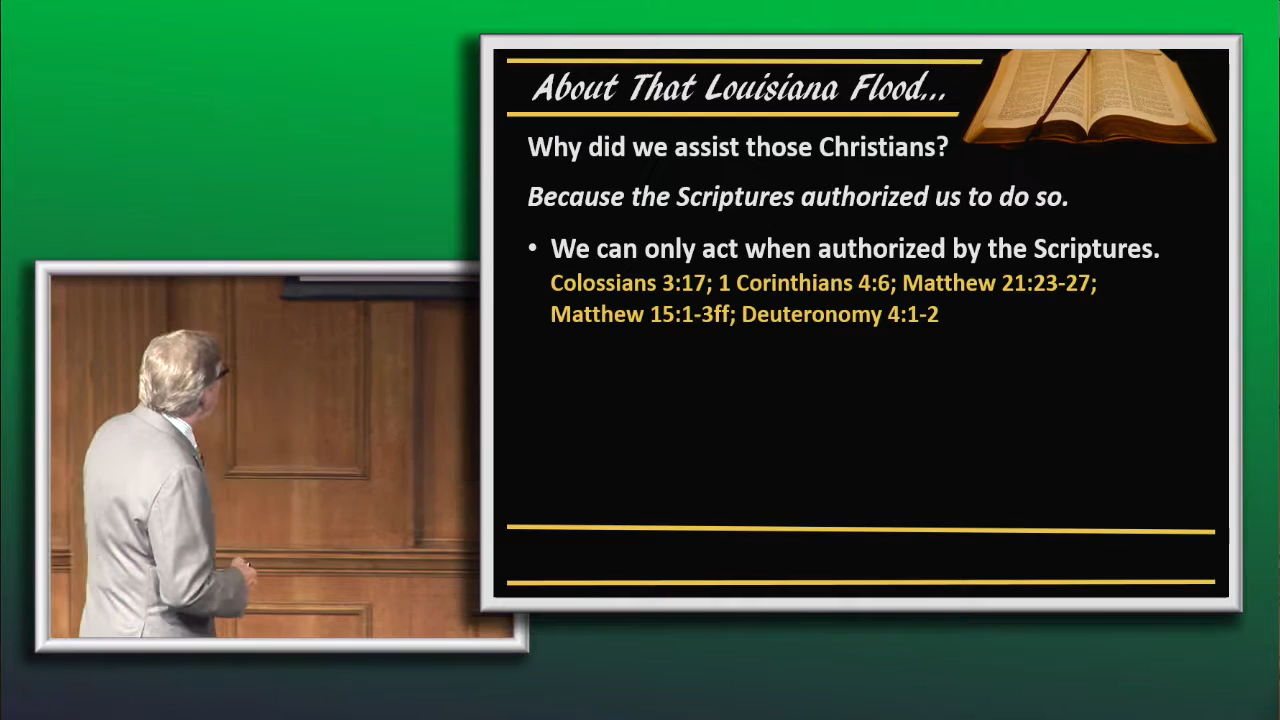 About That Louisiana Flood...
Why did we assist those Christians?
Because the Scriptures authorized us to do so.
• We can only act when authorized by the Scriptures.
Colossians 3:17; 1 Corinthians 4:6; Matthew 21:23-27;
Matthew 15:1-3ff; Deuteronomy 4:1-2